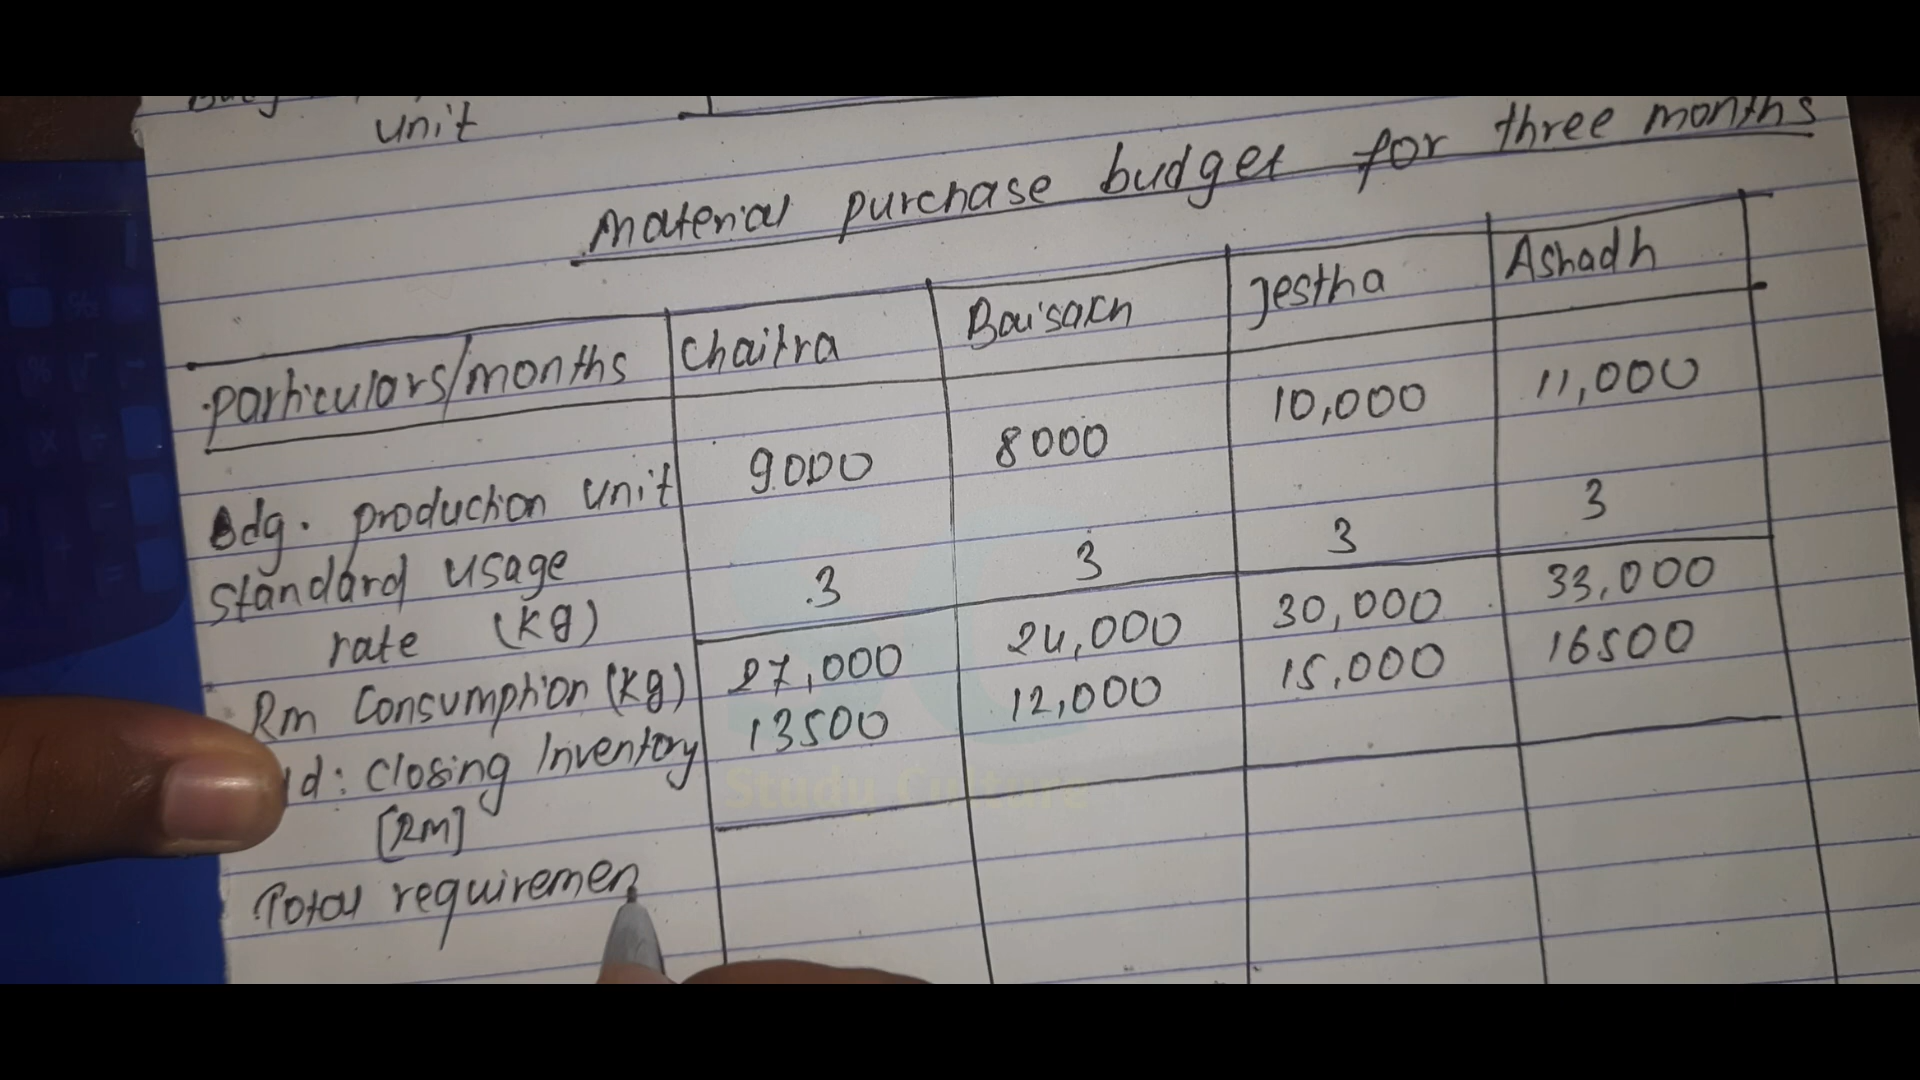 unit
Material purchase budget for three months
particulars/months Chaitra Baisakh Jestha Ashadh
Bdg. production unit 9000 8000 10,000 11,000
standard usage
rate (kg) 3 3 3 3
Rm Consumption (kg) 27,000 24,000 30,000 33,000
d: Closing Inventory 13500 12,000 15,000 16500
[RM]
Total requiremen
Study Culture